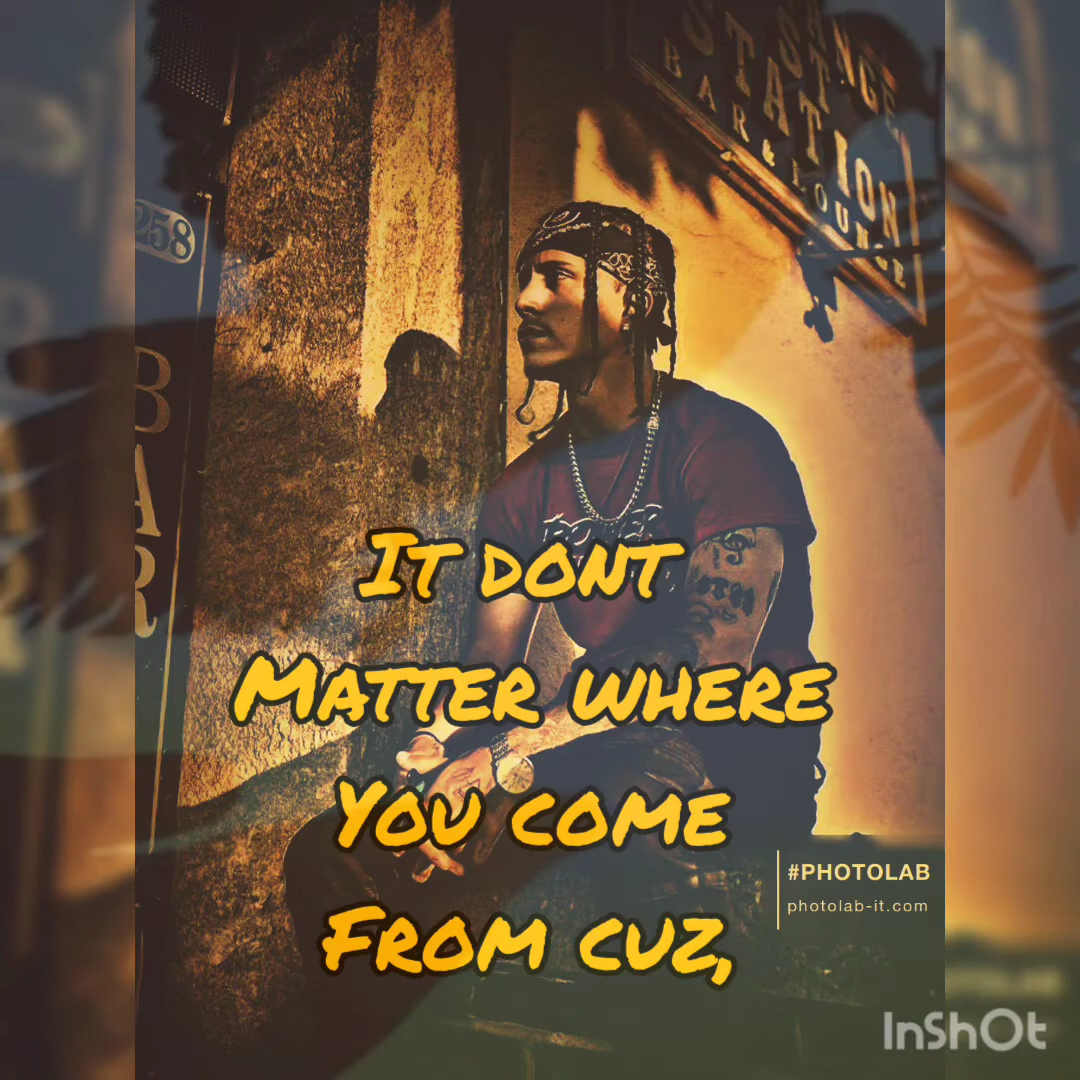 STATION
BAR & LOUNGE
258
BAR
It dont
Matter where
You come
From cuz,
#PHOTOLAB
photolab-it.com
InShOt